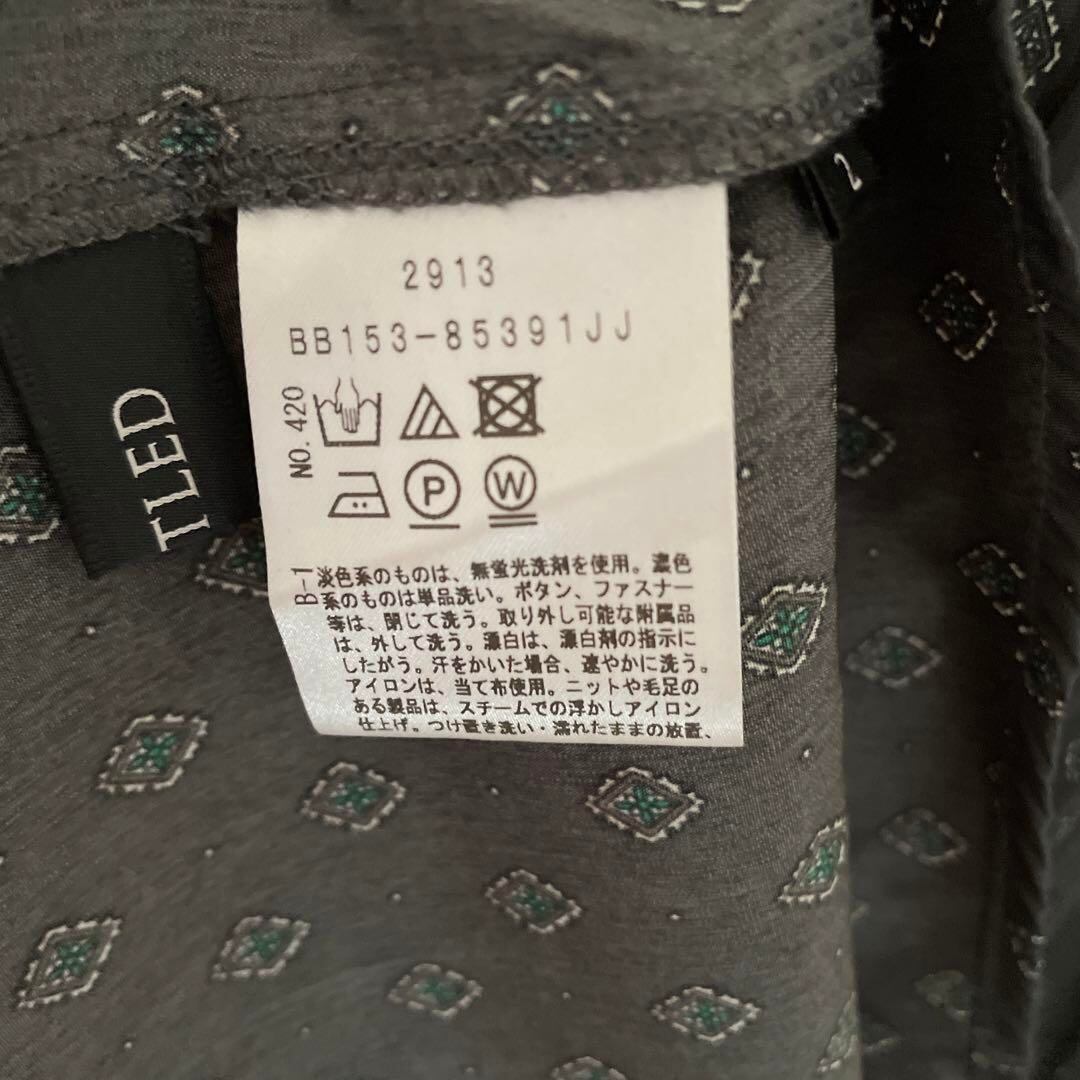 2
TLED
2913
BB153-85391JJ
NO. 420
P
W
B-1
淡色系のものは、無蛍光洗剤を使用。濃色
系のものは単品洗い。ボタン、ファスナー
等は、閉じて洗う。取り外し可能な附属品
は、外して洗う。漂白は、漂白剤の指示に
したがう。汗をかいた場合、速やかに洗う。
アイロンは、当て布使用。ニットや毛足の
ある製品は、スチームでの浮かしアイロン
仕上げ。つけ置き洗い・濡れたままの放置、